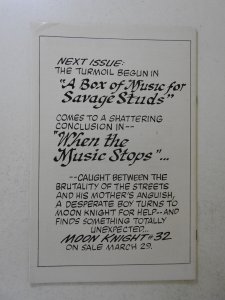 NEXT ISSUE:
THE TURMOIL BEGUN IN
"A Box of Music for
Savage Studs"
COMES TO A SHATTERING
CONCLUSION IN--
"When the
Music Stops"...
--CAUGHT BETWEEN THE
BRUTALITY OF THE STREETS
AND HIS MOTHER'S ANGUISH,
A DESPERATE BOY TURNS TO
MOON KNIGHT FOR HELP--AND
FINDS SOMETHING TOTALLY
UNEXPECTED...
MOON KNIGHT #32
ON SALE MARCH 29.